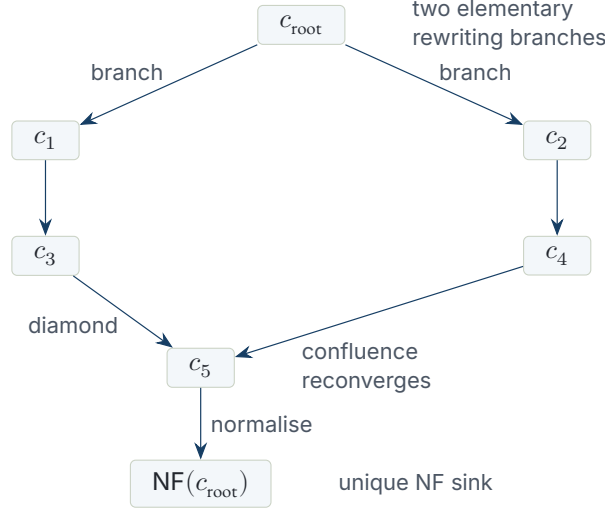 c_root
two elementary
rewriting branches
branch
branch
c_1
c_2
c_3
c_4
diamond
c_5
confluence
reconverges
normalise
NF(c_root)
unique NF sink